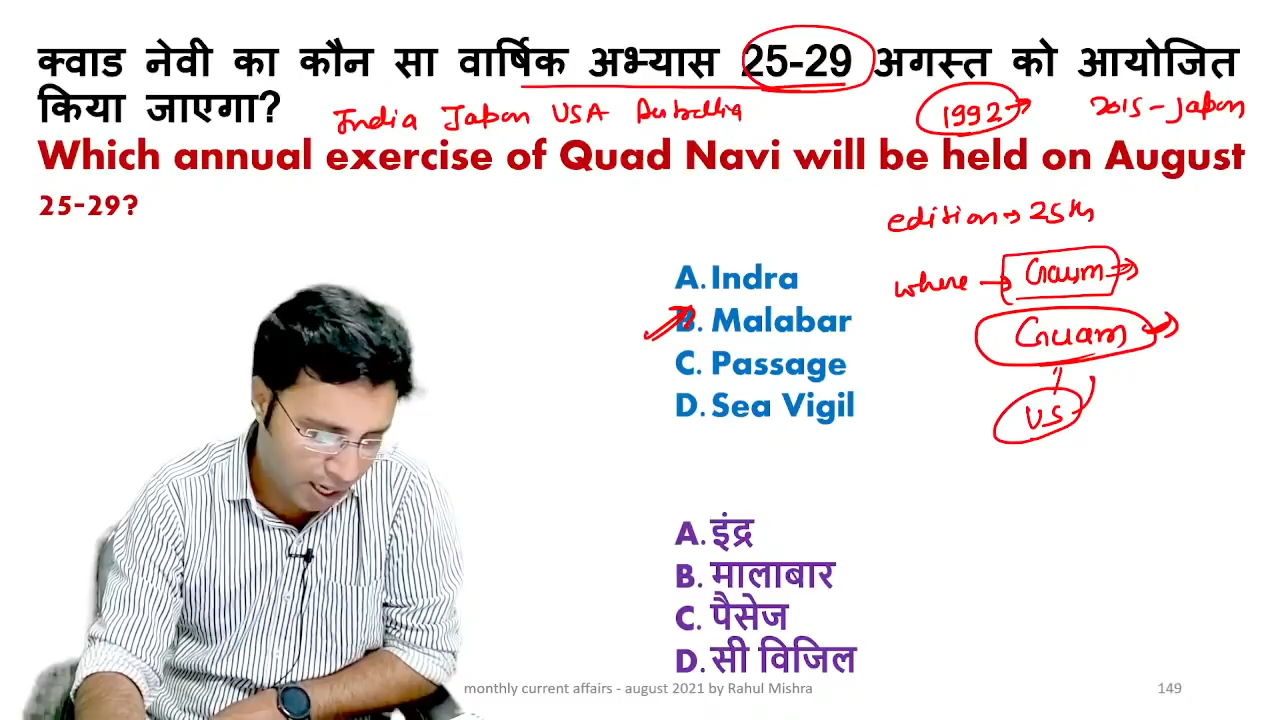 क्वाड नेवी का कौन सा वार्षिक अभ्यास 25-29 अगस्त को आयोजित
किया जाएगा?
India Japan USA Australia
1992
2015 - Japan
Which annual exercise of Quad Navi will be held on August
25-29?
edition → 25th
where → Gaum
Guam
US
A. Indra
B. Malabar
C. Passage
D. Sea Vigil
A. इंद्र
B. मालाबार
C. पैसेज
D. सी विजिल
monthly current affairs - august 2021 by Rahul Mishra
149